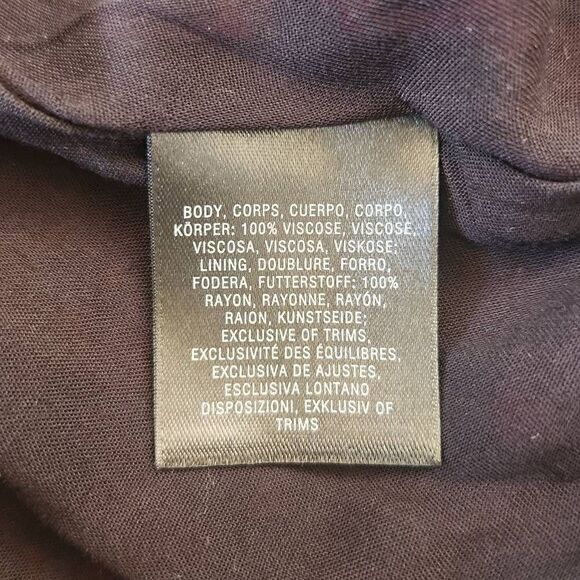 BODY, CORPS, CUERPO, CORPO,
KÖRPER: 100% VISCOSE, VISCOSE,
VISCOSA, VISCOSA, VISKOSE;
LINING, DOUBLURE, FORRO,
FODERA, FUTTERSTOFF: 100%
RAYON, RAYONNE, RAYÓN,
RAION, KUNSTSEIDE;
EXCLUSIVE OF TRIMS,
EXCLUSIVITÉ DES ÉQUILIBRES,
EXCLUSIVA DE AJUSTES,
ESCLUSIVA LONTANO
DISPOSIZIONI, EXKLUSIV OF
TRIMS